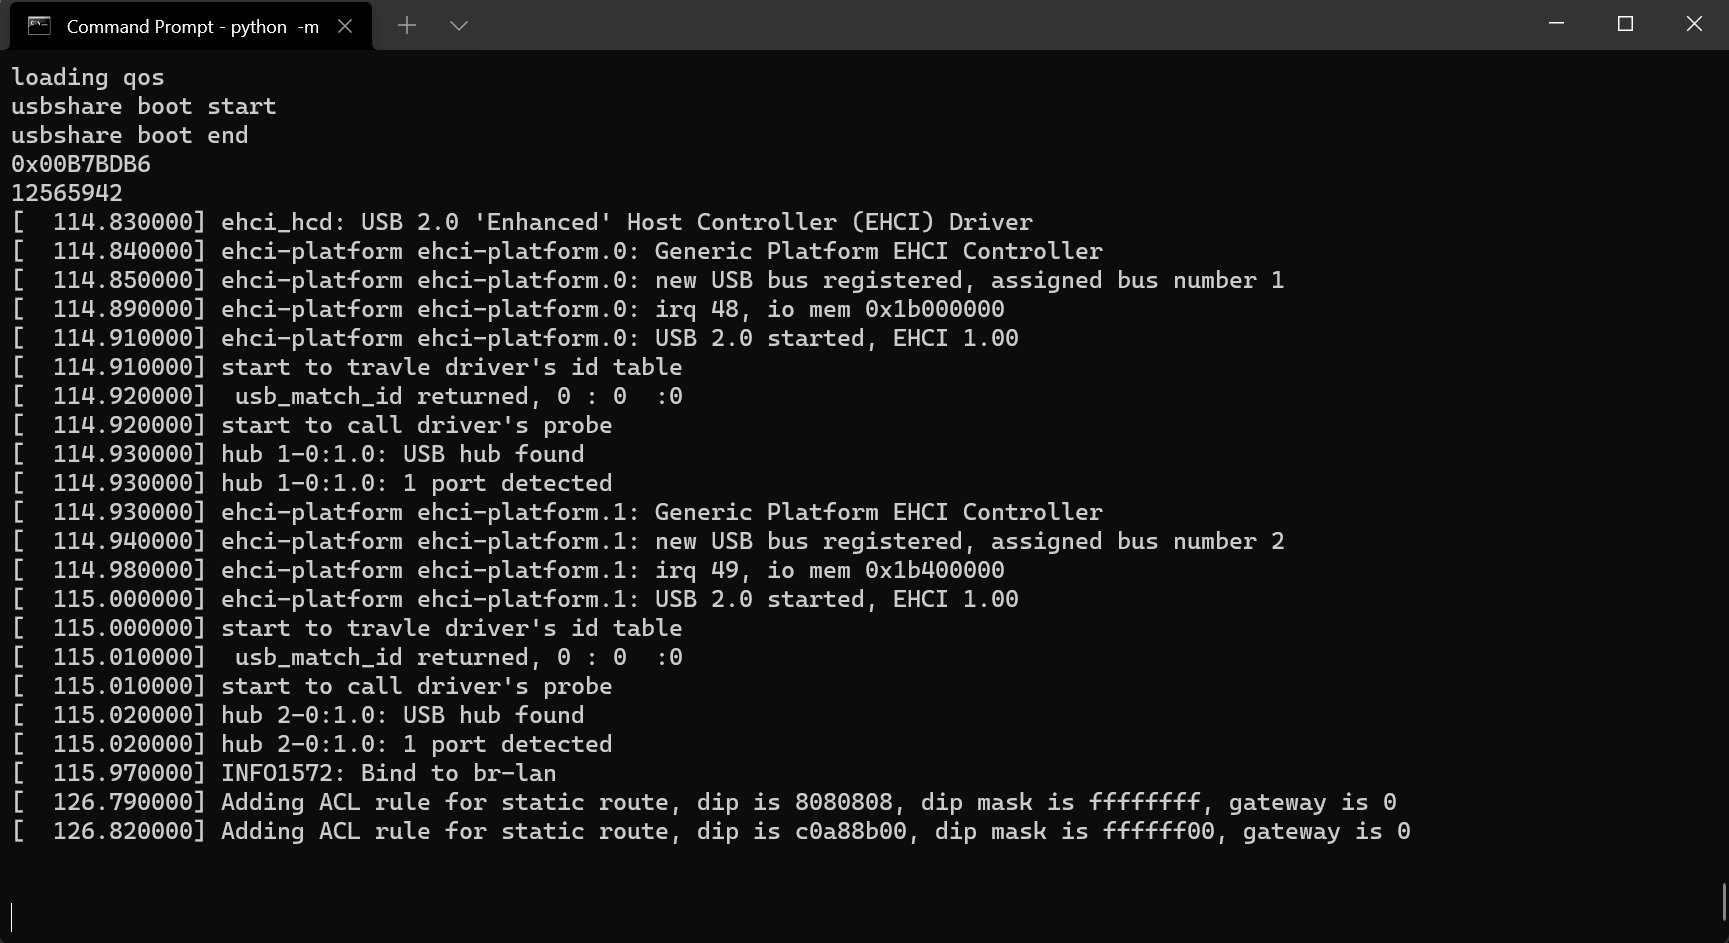 Command Prompt - python  -m
loading qos
usbshare boot start
usbshare boot end
0x00B7BDB6
12565942
[  114.830000] ehci_hcd: USB 2.0 'Enhanced' Host Controller (EHCI) Driver
[  114.840000] ehci-platform ehci-platform.0: Generic Platform EHCI Controller
[  114.850000] ehci-platform ehci-platform.0: new USB bus registered, assigned bus number 1
[  114.890000] ehci-platform ehci-platform.0: irq 48, io mem 0x1b000000
[  114.910000] ehci-platform ehci-platform.0: USB 2.0 started, EHCI 1.00
[  114.910000] start to travle driver's id table
[  114.920000]  usb_match_id returned, 0 : 0  :0
[  114.920000] start to call driver's probe
[  114.930000] hub 1-0:1.0: USB hub found
[  114.930000] hub 1-0:1.0: 1 port detected
[  114.930000] ehci-platform ehci-platform.1: Generic Platform EHCI Controller
[  114.940000] ehci-platform ehci-platform.1: new USB bus registered, assigned bus number 2
[  114.980000] ehci-platform ehci-platform.1: irq 49, io mem 0x1b400000
[  115.000000] ehci-platform ehci-platform.1: USB 2.0 started, EHCI 1.00
[  115.000000] start to travle driver's id table
[  115.010000]  usb_match_id returned, 0 : 0  :0
[  115.010000] start to call driver's probe
[  115.020000] hub 2-0:1.0: USB hub found
[  115.020000] hub 2-0:1.0: 1 port detected
[  115.970000] INFO1572: Bind to br-lan
[  126.790000] Adding ACL rule for static route, dip is 8080808, dip mask is ffffffff, gateway is 0
[  126.820000] Adding ACL rule for static route, dip is c0a88b00, dip mask is ffffff00, gateway is 0